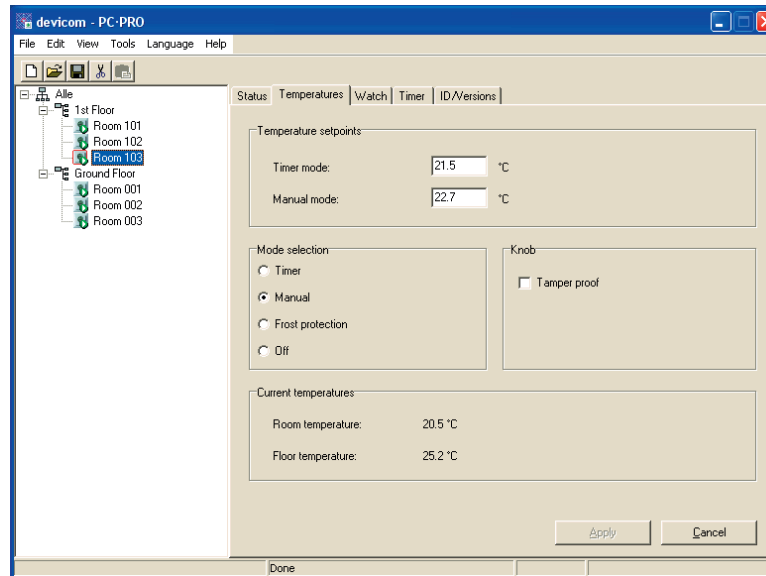 devicom - PC·PRO
File Edit View Tools Language Help
Alle
1st Floor
Room 101
Room 102
Room 103
Ground Floor
Room 001
Room 002
Room 003
Status Temperatures Watch Timer ID/Versions
Temperature setpoints
Timer mode: 21.5 °C
Manual mode: 22.7 °C
Mode selection
Timer
Manual
Frost protection
Off
Knob
Tamper proof
Current temperatures
Room temperature: 20.5 °C
Floor temperature: 25.2 °C
Apply Cancel
Done